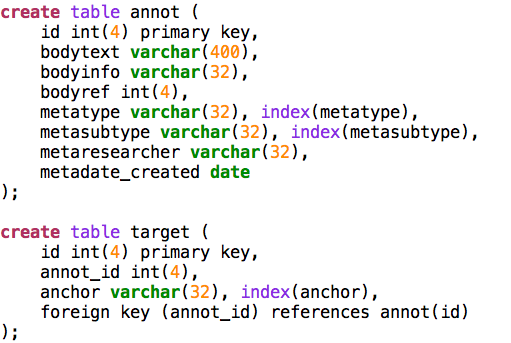 create table annot (
    id int(4) primary key,
    bodytext varchar(400),
    bodyinfo varchar(32),
    bodyref int(4),
    metatype varchar(32), index(metatype),
    metasubtype varchar(32), index(metasubtype),
    metaresearcher varchar(32),
    metadate_created date
);

create table target (
    id int(4) primary key,
    annot_id int(4),
    anchor varchar(32), index(anchor),
    foreign key (annot_id) references annot(id)
);